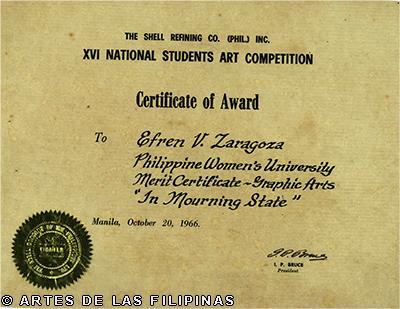 THE SHELL REFINING CO. (PHIL.) INC.
XVI NATIONAL STUDENTS ART COMPETITION
Certificate of Award
To Efren V. Zaragoza
Philippine Women's University
Merit Certificate - Graphic Arts
"In Mourning State"
Manila, October 20, 1966.
I. P. BRUCE
President
© ARTES DE LAS FILIPINAS